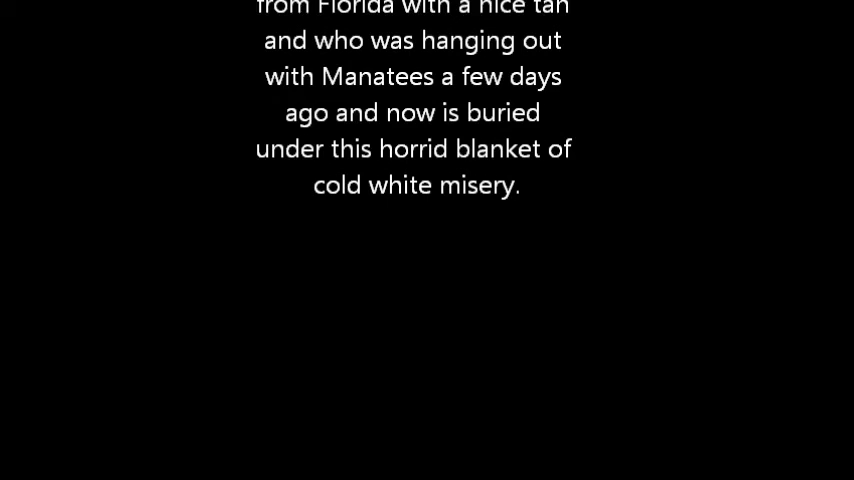 from Florida with a nice tan
and who was hanging out
with Manatees a few days
ago and now is buried
under this horrid blanket of
cold white misery.